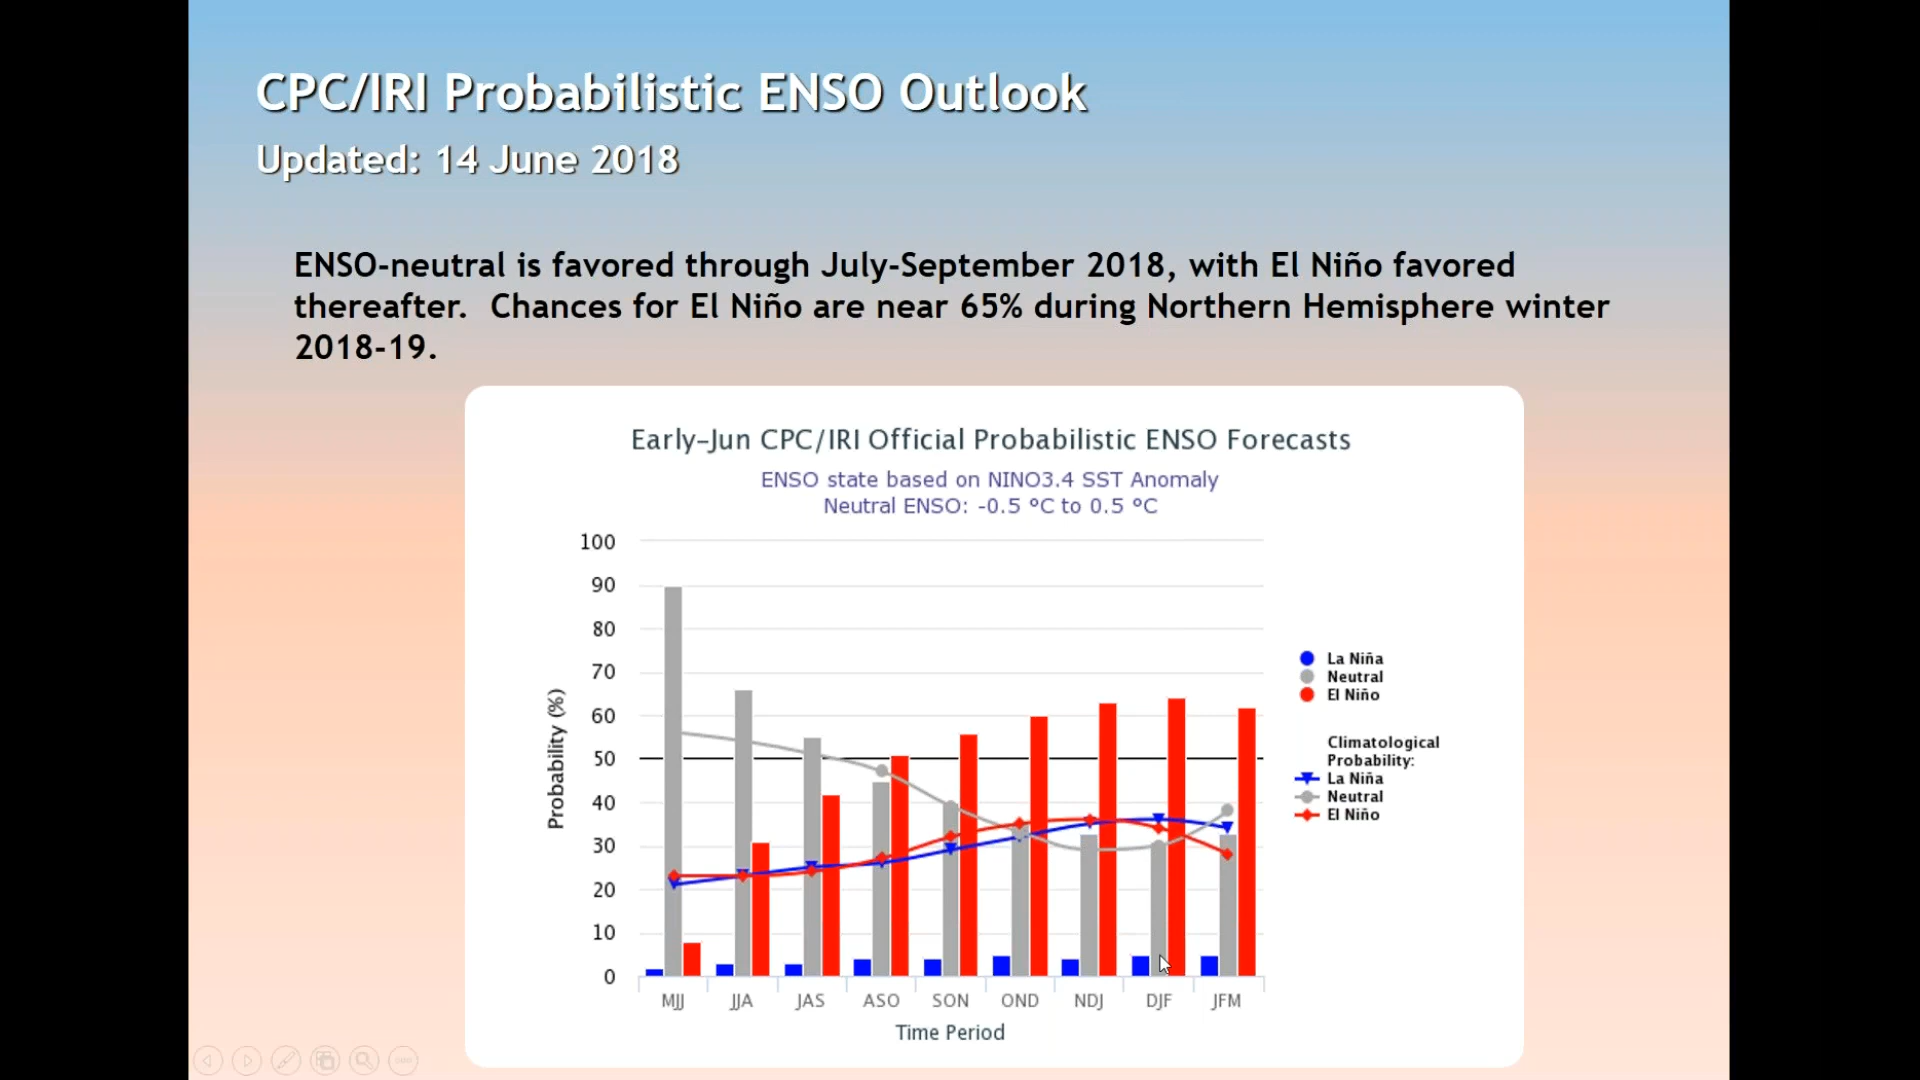 CPC/IRI Probabilistic ENSO Outlook
Updated: 14 June 2018
ENSO-neutral is favored through July-September 2018, with El Niño favored
thereafter.  Chances for El Niño are near 65% during Northern Hemisphere winter
2018-19.
Early-Jun CPC/IRI Official Probabilistic ENSO Forecasts
ENSO state based on NINO3.4 SST Anomaly
Neutral ENSO: -0.5 °C to 0.5 °C
Probability (%)
100
90
80
70
60
50
40
30
20
10
0
MJJ JJA JAS ASO SON OND NDJ DJF JFM
Time Period
La Niña
Neutral
El Niño
Climatological
Probability:
La Niña
Neutral
El Niño